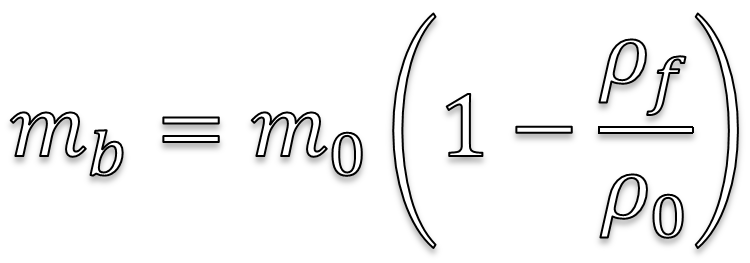 m_b = m_0 (1 − ρ_f / ρ_0)